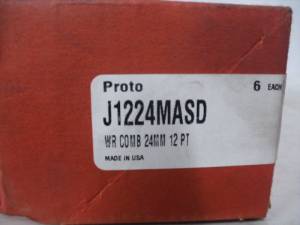 Proto 6 EACH
J1224MASD
WR COMB 24MM 12 PT
MADE IN USA